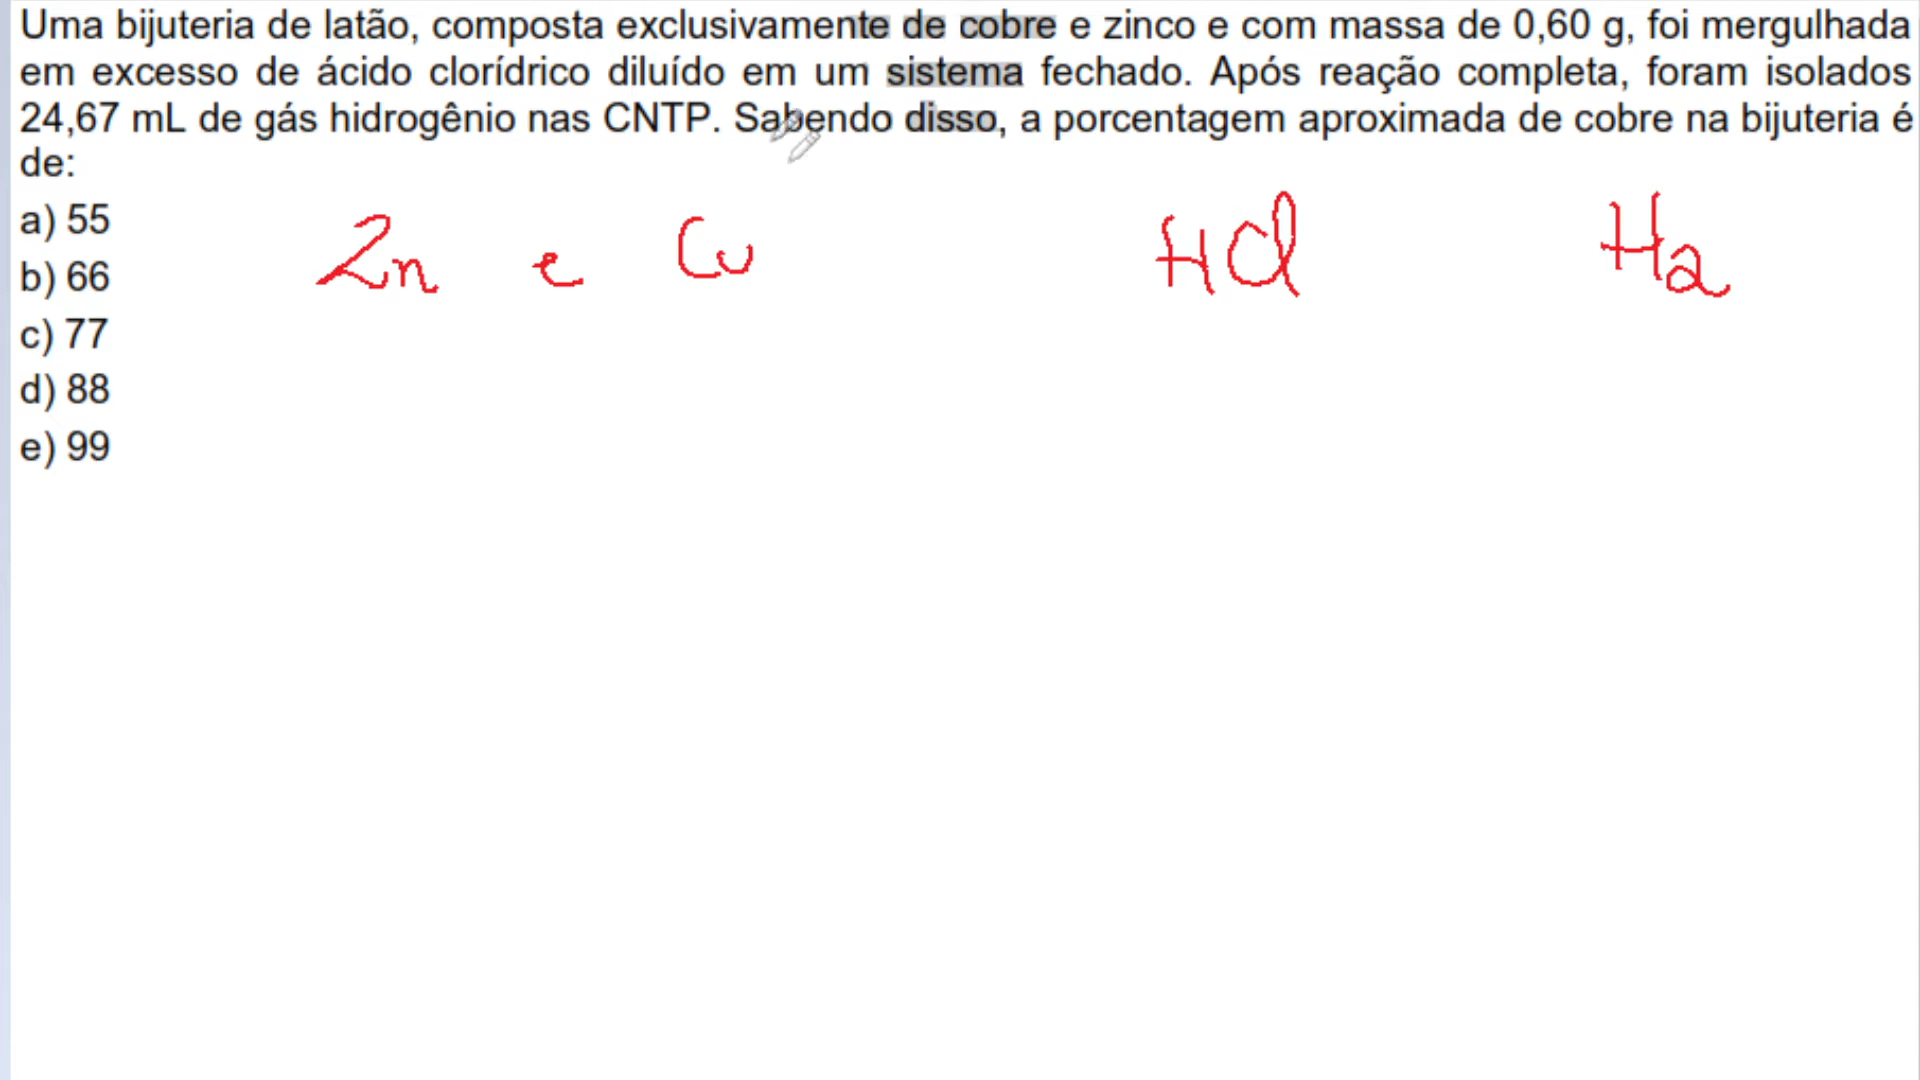 Uma bijuteria de latão, composta exclusivamente de cobre e zinco e com massa de 0,60 g, foi mergulhada
em excesso de ácido clorídrico diluído em um sistema fechado. Após reação completa, foram isolados
24,67 mL de gás hidrogênio nas CNTP. Sabendo disso, a porcentagem aproximada de cobre na bijuteria é
de:
a) 55
b) 66
c) 77
d) 88
e) 99
Zn e Cu HCl H2